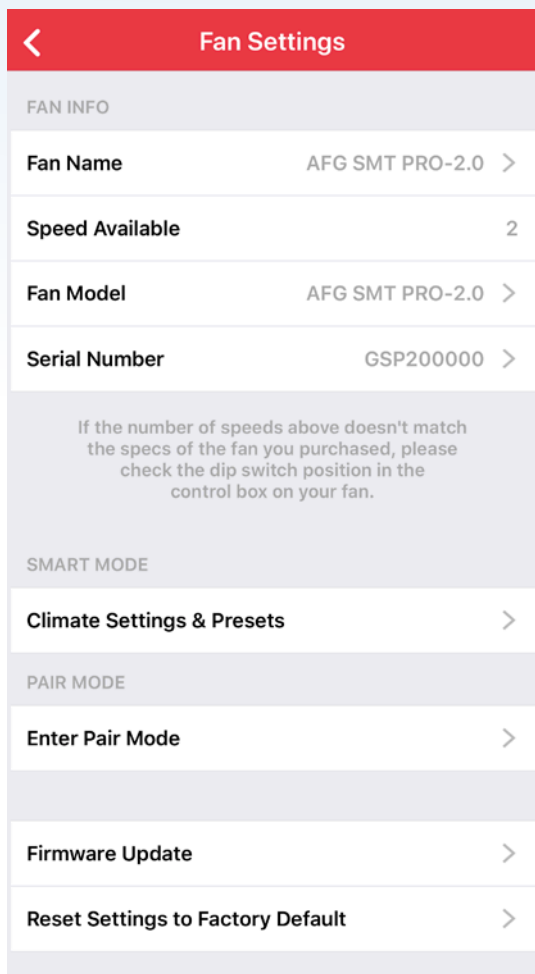 Fan Settings
FAN INFO
Fan Name AFG SMT PRO-2.0
Speed Available 2
Fan Model AFG SMT PRO-2.0
Serial Number GSP200000
If the number of speeds above doesn't match
the specs of the fan you purchased, please
check the dip switch position in the
control box on your fan.
SMART MODE
Climate Settings & Presets
PAIR MODE
Enter Pair Mode
Firmware Update
Reset Settings to Factory Default